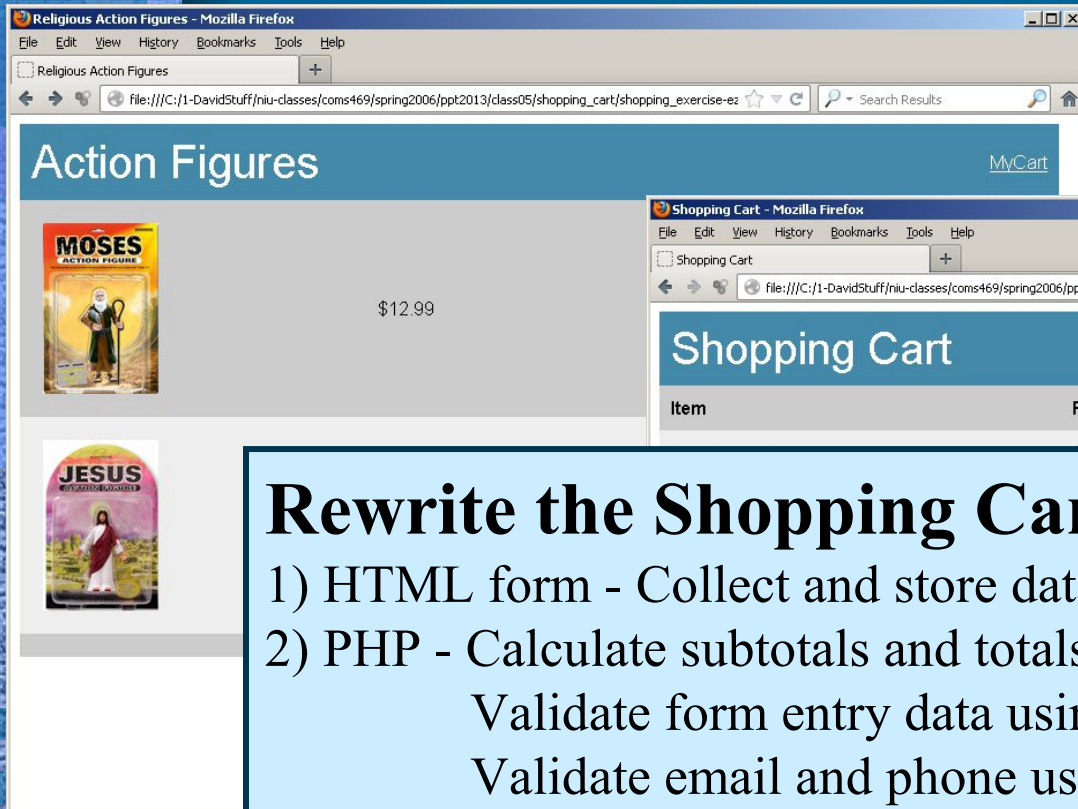 Religious Action Figures - Mozilla Firefox
File Edit View History Bookmarks Tools Help
Religious Action Figures
file:///C:/1-DavidStuff/niu-classes/coms469/spring2006/ppt2013/class05/shopping_cart/shopping_exercise-ez
Search Results
Action Figures
MyCart
MOSES
ACTION FIGURE
$12.99
JESUS
ACTION FIGURE
Shopping Cart - Mozilla Firefox
File Edit View History Bookmarks Tools Help
Shopping Cart
file:///C:/1-DavidStuff/niu-classes/coms469/spring2006/pp
Shopping Cart
Item
Rewrite the Shopping Car
1) HTML form - Collect and store dat
2) PHP - Calculate subtotals and totals
Validate form entry data usin
Validate email and phone us